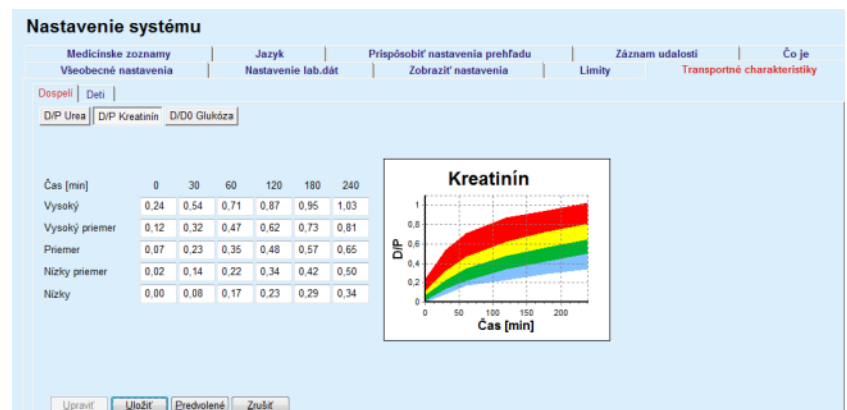 Nastavenie systému
Medicínske zoznamy Jazyk Prispôsobiť nastavenia prehľadu Záznam udalostí Čo je
Všeobecné nastavenia Nastavenie lab.dát Zobraziť nastavenia Limity Transportné charakteristiky
Dospelí Deti
D/P Urea D/P Kreatinín D/D0 Glukóza
Čas [min] 0 30 60 120 180 240
Vysoký 0,24 0,54 0,71 0,87 0,95 1,03
Vysoký priemer 0,12 0,32 0,47 0,62 0,73 0,81
Priemer 0,07 0,23 0,35 0,48 0,57 0,65
Nízky priemer 0,02 0,14 0,22 0,34 0,42 0,50
Nízky 0,00 0,08 0,17 0,23 0,29 0,34
Kreatinín
D/P
1
0,8
0,6
0,4
0,2
0
0 50 100 150 200
Čas [min]
Upraviť Uložiť Predvolené Zrušiť